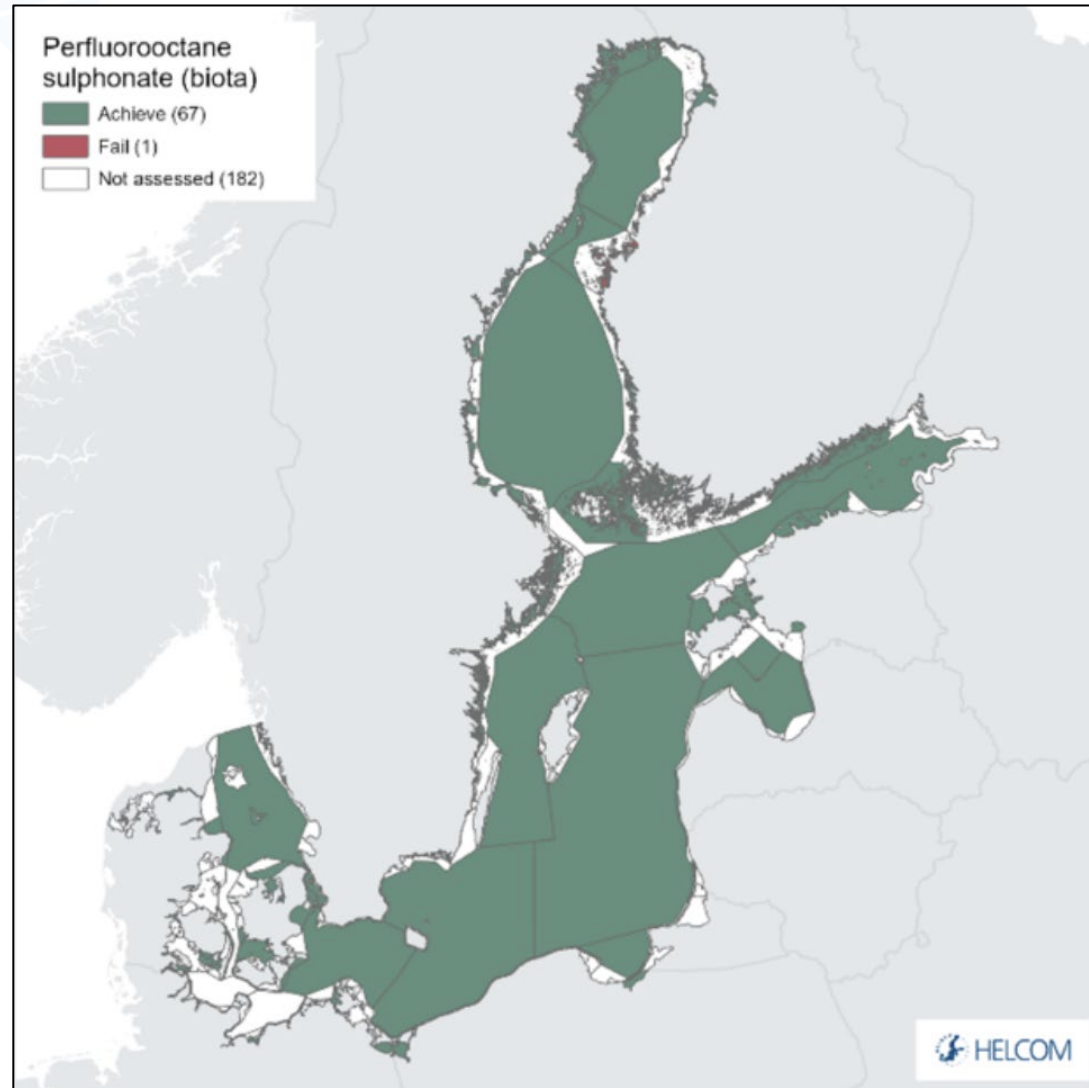 Perfluorooctane
sulphonate (biota)
Achieve (67)
Fail (1)
Not assessed (182)
HELCOM